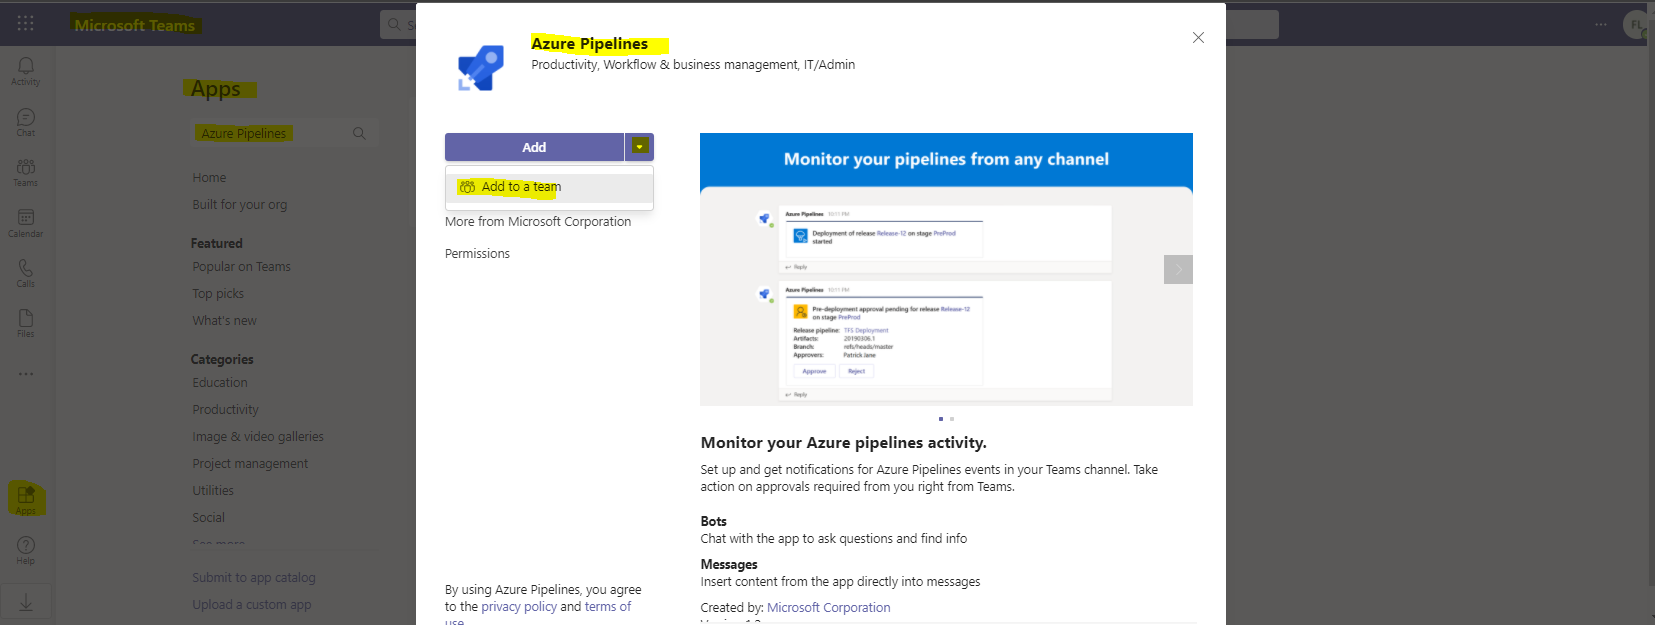 Microsoft Teams
FL
Activity
Chat
Teams
Calendar
Calls
Files
Apps
Help
Apps
Azure Pipelines
Home
Built for your org
Featured
Popular on Teams
Top picks
What's new
Categories
Education
Productivity
Image & video galleries
Project management
Utilities
Social
See more
Submit to app catalog
Upload a custom app
Azure Pipelines
Productivity, Workflow & business management, IT/Admin
Add
Add to a team
More from Microsoft Corporation
Permissions
By using Azure Pipelines, you agree
to the privacy policy and terms of
use.
Monitor your pipelines from any channel
Azure Pipelines 10:11 PM
Deployment of release Release-12 on stage PreProd
started
Reply
Azure Pipelines 10:11 PM
Pre-deployment approval pending for release Release-12
on stage PreProd
Release pipeline: TFS Deployment
Artifacts: 20190306.1
Branch: refs/heads/master
Approvers: Patrick Jane
Approve Reject
Reply
Monitor your Azure pipelines activity.
Set up and get notifications for Azure Pipelines events in your Teams channel. Take
action on approvals required from you right from Teams.
Bots
Chat with the app to ask questions and find info
Messages
Insert content from the app directly into messages
Created by: Microsoft Corporation